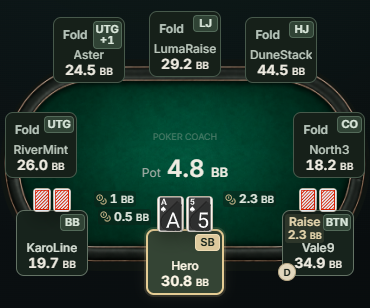 Fold UTG
+1
Aster
24.5 BB
Fold LJ
LumaRaise
29.2 BB
Fold HJ
DuneStack
44.5 BB
Fold UTG
RiverMint
26.0 BB
Fold CO
North3
18.2 BB
POKER COACH
Pot 4.8 BB
1 BB
0.5 BB
2.3 BB
A A
5 5
BB
KaroLine
19.7 BB
SB
Hero
30.8 BB
Raise BTN
2.3 BB
Vale9
34.9 BB
D